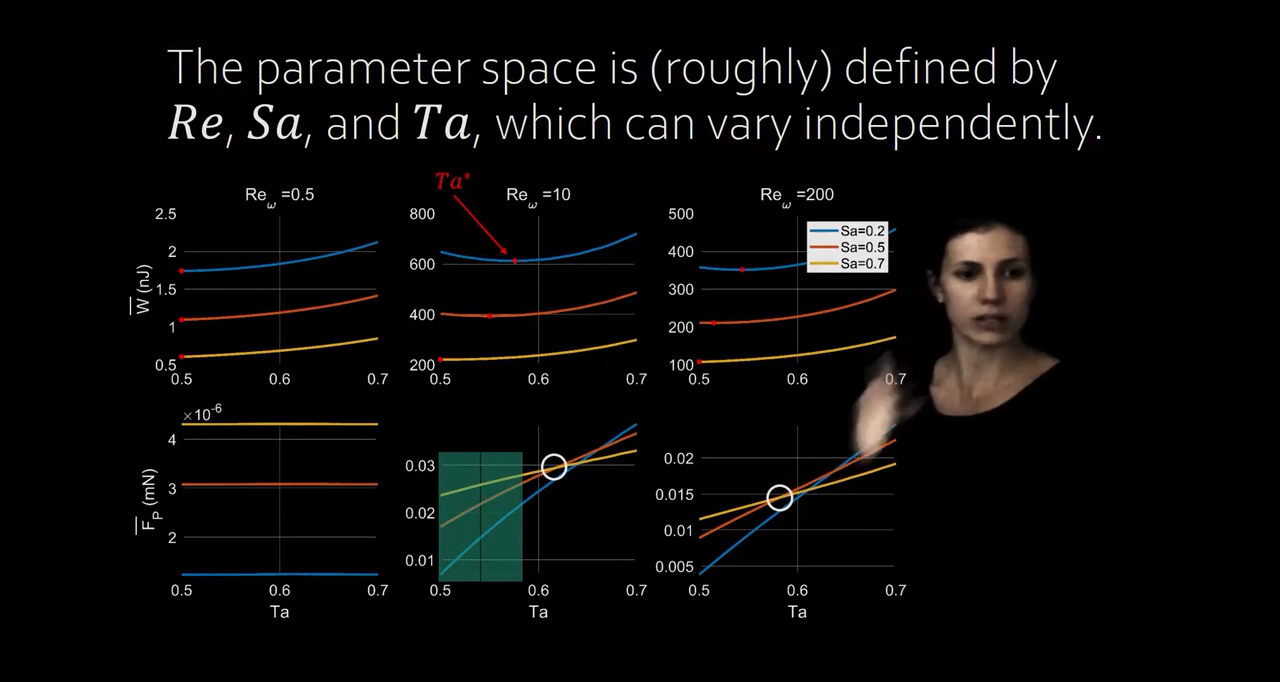 The parameter space is (roughly) defined by
Re, Sa, and Ta, which can vary independently.
Ta*
Re_ω =0.5
Re_ω =10
Re_ω =200
W̅ (nJ)
2.5
2
1.5
1
0.5
0.5 0.6 0.7
800
600
400
200
0.5 0.6 0.7
500
400
300
200
100
0.5 0.6 0.7
Sa=0.2
Sa=0.5
Sa=0.7
F̅_P (mN)
×10^-6
4
3
2
0.5 0.6 0.7
Ta
0.03
0.02
0.01
0.5 0.6 0.7
Ta
0.02
0.015
0.01
0.005
0.5 0.6 0.7
Ta